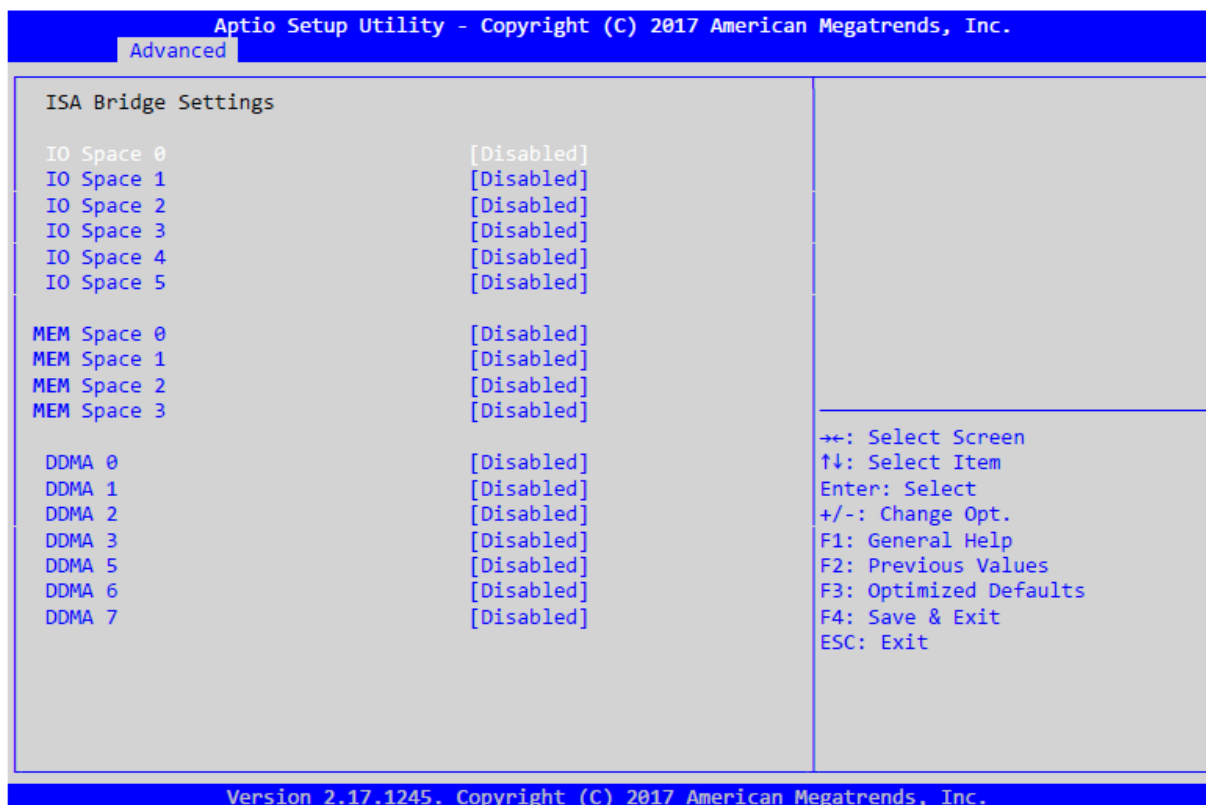 Aptio Setup Utility - Copyright (C) 2017 American Megatrends, Inc.
Advanced
ISA Bridge Settings
IO Space 0 [Disabled]
IO Space 1 [Disabled]
IO Space 2 [Disabled]
IO Space 3 [Disabled]
IO Space 4 [Disabled]
IO Space 5 [Disabled]
MEM Space 0 [Disabled]
MEM Space 1 [Disabled]
MEM Space 2 [Disabled]
MEM Space 3 [Disabled]
DDMA 0 [Disabled]
DDMA 1 [Disabled]
DDMA 2 [Disabled]
DDMA 3 [Disabled]
DDMA 5 [Disabled]
DDMA 6 [Disabled]
DDMA 7 [Disabled]
→←: Select Screen
↑↓: Select Item
Enter: Select
+/-: Change Opt.
F1: General Help
F2: Previous Values
F3: Optimized Defaults
F4: Save & Exit
ESC: Exit
Version 2.17.1245. Copyright (C) 2017 American Megatrends, Inc.